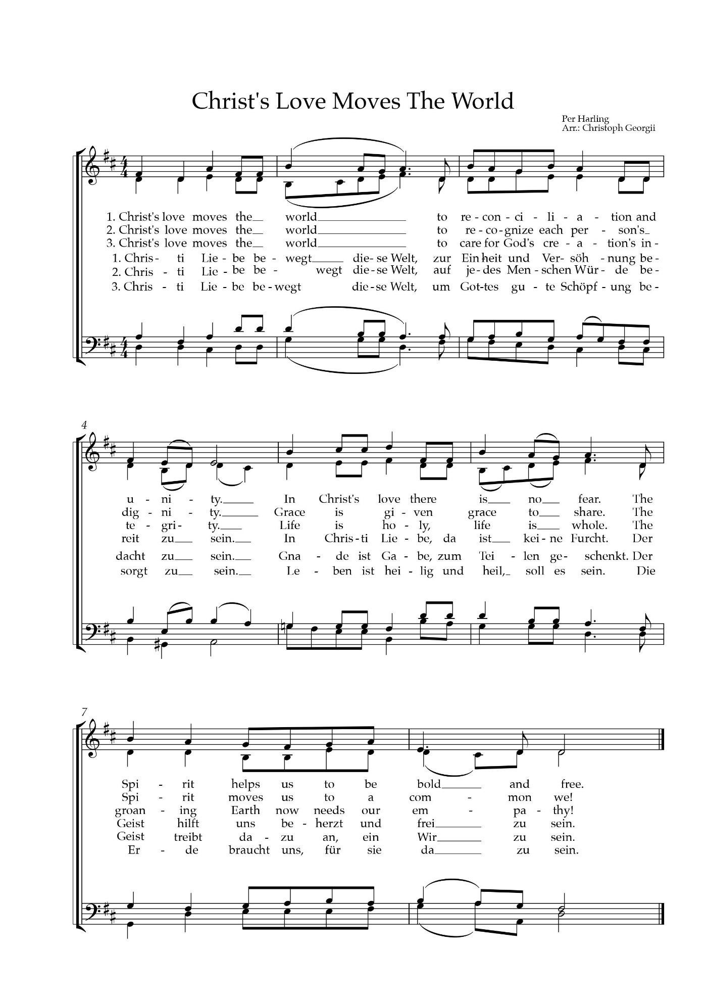 Christ's Love Moves The World
Per Harling
Arr.: Christoph Georgii
1. Christ's love moves the world to re - con - ci - li - a - tion and
2. Christ's love moves the world to re - co - gnize each per - son's
3. Christ's love moves the world to care for God's cre - a - tion's in -
1. Chris - ti Lie - be be - wegt die - se Welt, zur Ein - heit und Ver - söh - nung be -
2. Chris - ti Lie - be be - wegt die - se Welt, auf je - des Men - schen Wür - de be -
3. Chris - ti Lie - be be - wegt die - se Welt, um Got - tes gu - te Schöpf - ung be -
4
u - ni - ty. In Christ's love there is no fear. The
dig - ni - ty. Grace is gi - ven grace to share. The
te - gri - ty. Life is ho - ly, life is whole. The
reit zu sein. In Chris - ti Lie - be, da ist kei - ne Furcht. Der
dacht zu sein. Gna - de ist Ga - be, zum Tei - len ge - schenkt. Der
sorgt zu sein. Le - ben ist hei - lig und heil, soll es sein. Die
7
Spi - rit helps us to be bold and free.
Spi - rit moves us to a com - mon we!
groan - ing Earth now needs our em - pa - thy!
Geist hilft uns be - herzt und frei zu sein.
Geist treibt da - zu an, ein Wir zu sein.
Er - de braucht uns, für sie da zu sein.